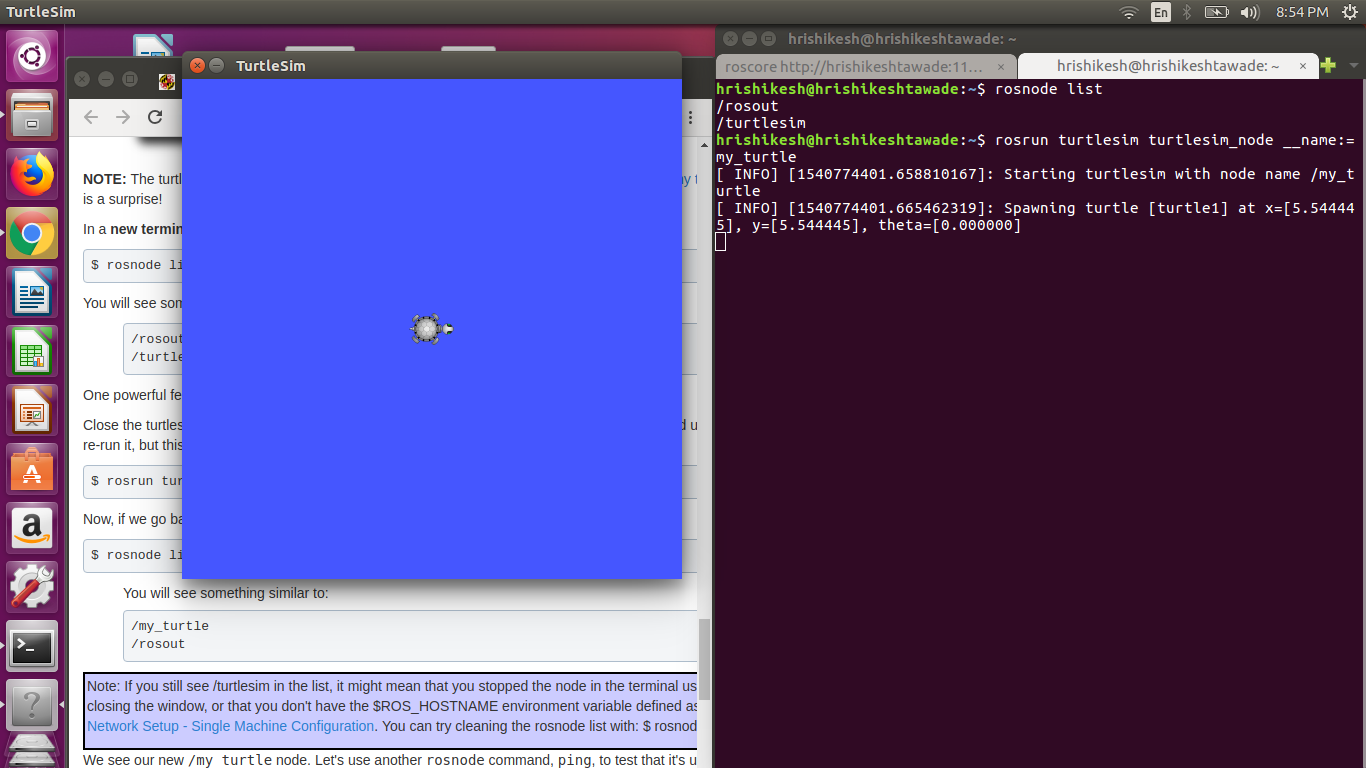 TurtleSim
En
8:54 PM
TurtleSim
hrishikesh@hrishikeshtawade: ~
roscore http://hrishikeshtawade:11...
hrishikesh@hrishikeshtawade: ~
NOTE: The turtl
is a surprise!
In a new termin
$ rosnode li
You will see som
/rosout
/turtle
One powerful fe
Close the turtles
re-run it, but this
$ rosrun tur
Now, if we go ba
$ rosnode li
You will see something similar to:
/my_turtle
/rosout
Note: If you still see /turtlesim in the list, it might mean that you stopped the node in the terminal us
closing the window, or that you don't have the $ROS_HOSTNAME environment variable defined as
Network Setup - Single Machine Configuration. You can try cleaning the rosnode list with: $ rosnod
We see our new /my_turtle node. Let's use another rosnode command, ping, to test that it's u
hrishikesh@hrishikeshtawade:~$ rosnode list
/rosout
/turtlesim
hrishikesh@hrishikeshtawade:~$ rosrun turtlesim turtlesim_node __name:=
my_turtle
[ INFO] [1540774401.658810167]: Starting turtlesim with node name /my_t
urtle
[ INFO] [1540774401.665462319]: Spawning turtle [turtle1] at x=[5.54444
5], y=[5.544445], theta=[0.000000]